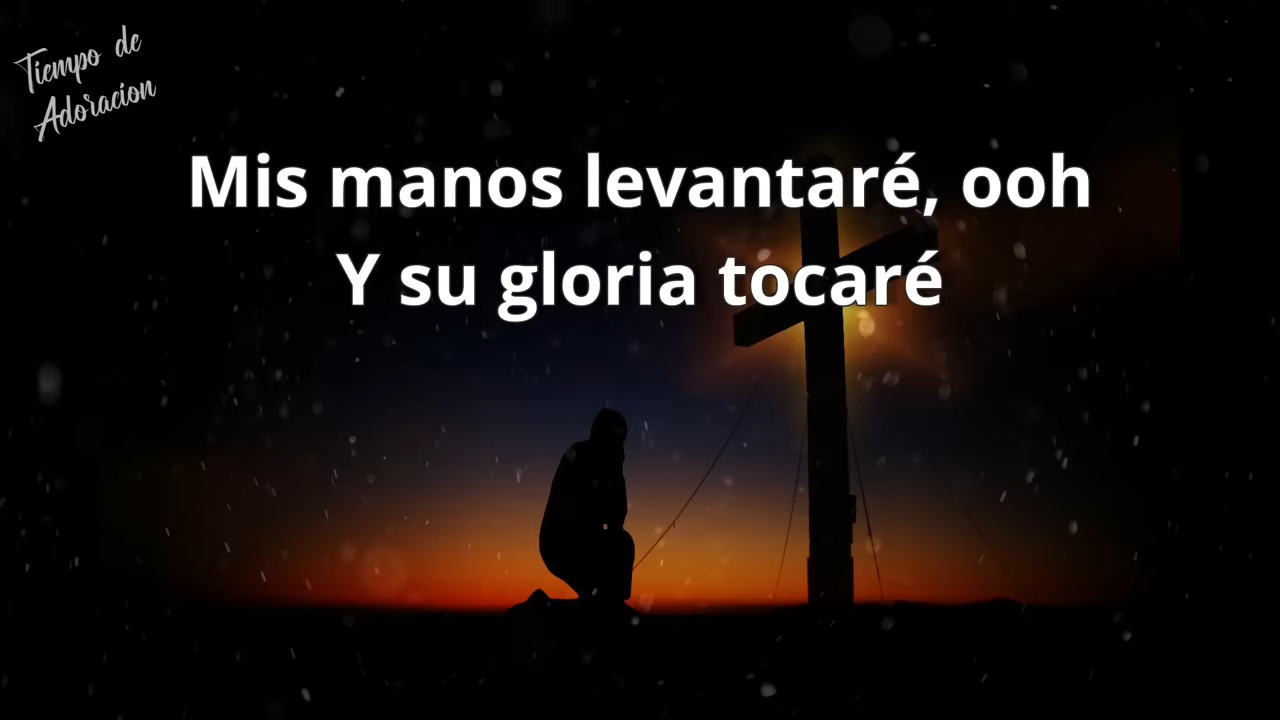 Tiempo de
Adoracion
Mis manos levantaré, ooh
Y su gloria tocaré